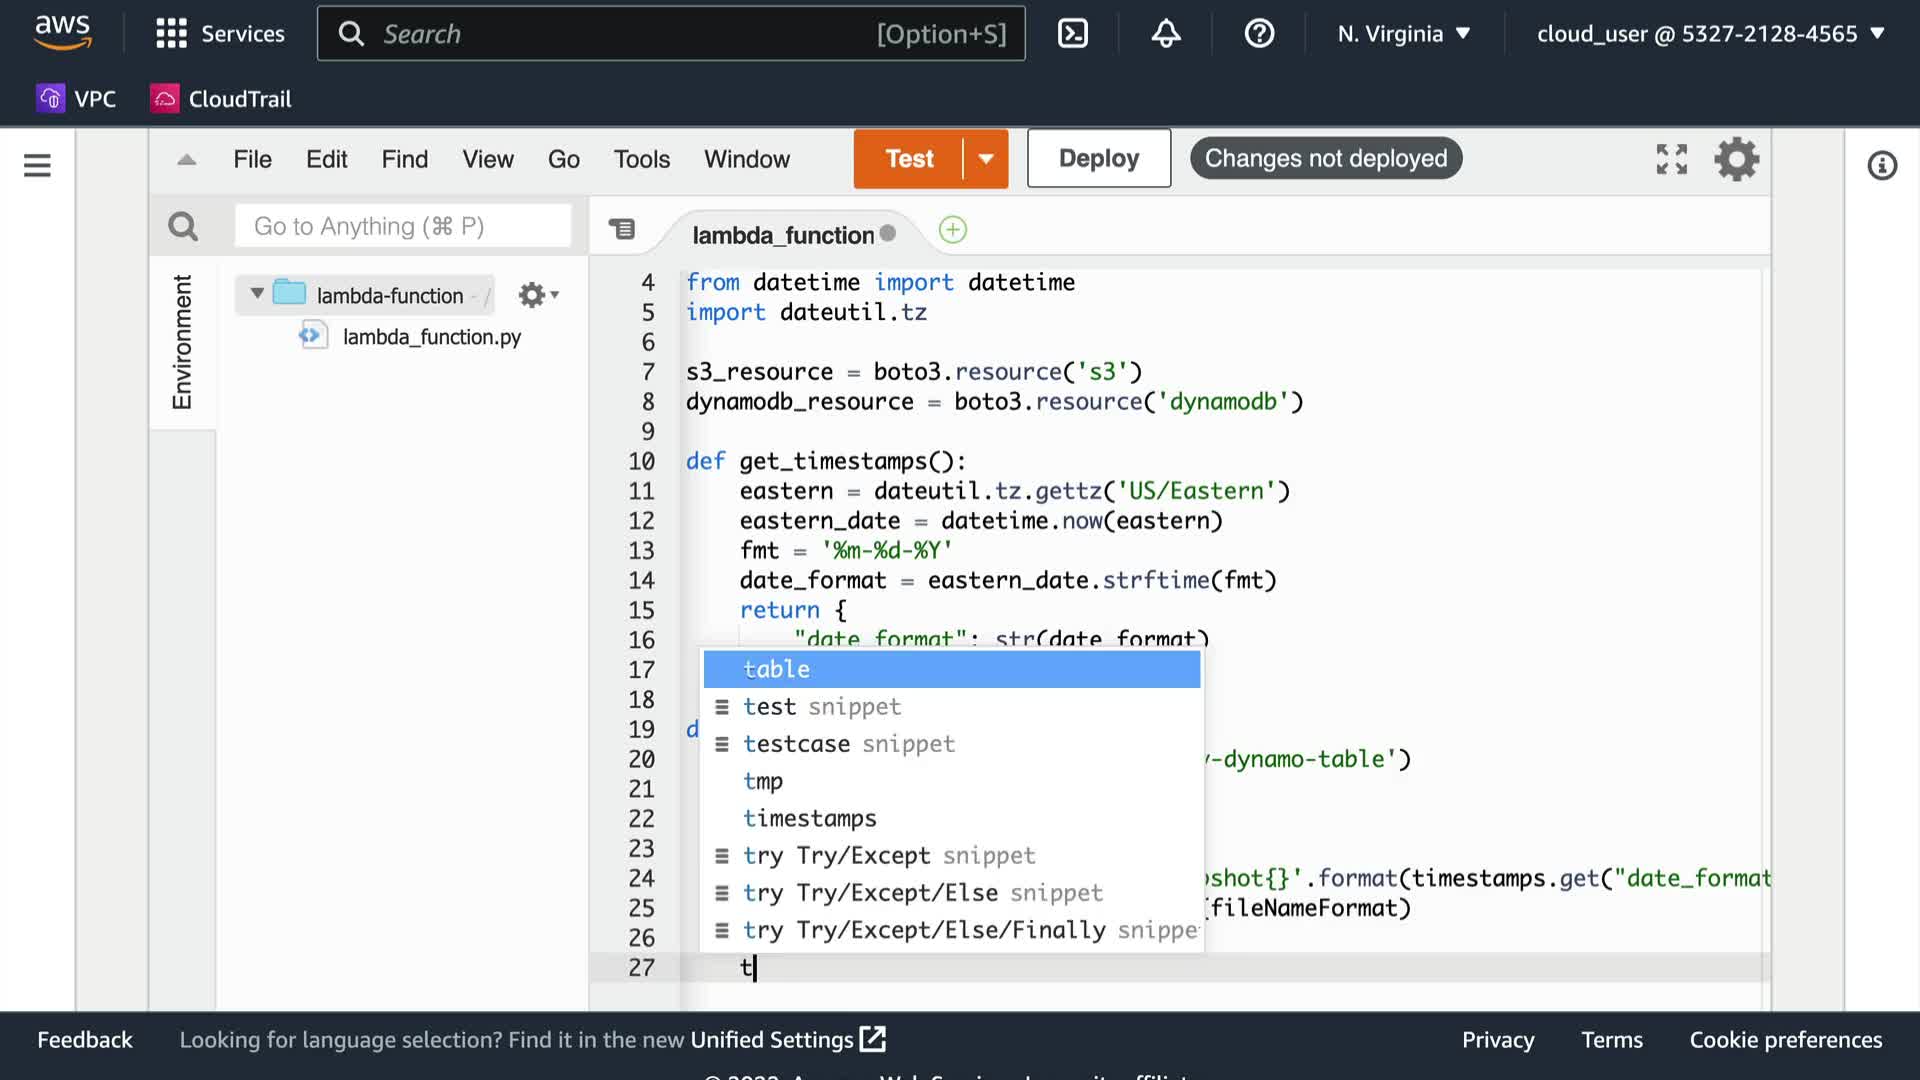 aws
Services
Search [Option+S]
N. Virginia
cloud_user @ 5327-2128-4565
VPC
CloudTrail
File Edit Find View Go Tools Window
Test
Deploy
Changes not deployed
Go to Anything (⌘ P)
Environment
lambda-function - /
lambda_function.py
lambda_function
4 from datetime import datetime
5 import dateutil.tz
6
7 s3_resource = boto3.resource('s3')
8 dynamodb_resource = boto3.resource('dynamodb')
9
10 def get_timestamps():
11 eastern = dateutil.tz.gettz('US/Eastern')
12 eastern_date = datetime.now(eastern)
13 fmt = '%m-%d-%Y'
14 date_format = eastern_date.strftime(fmt)
15 return {
16 "date_format": str(date_format)
17
18
19 d
20 -dynamo-table')
21
22
23
24 shot{}'.format(timestamps.get("date_format
25 (fileNameFormat)
26
27 t
table
test snippet
testcase snippet
tmp
timestamps
try Try/Except snippet
try Try/Except/Else snippet
try Try/Except/Else/Finally snippe
Feedback
Looking for language selection? Find it in the new Unified Settings
Privacy Terms Cookie preferences